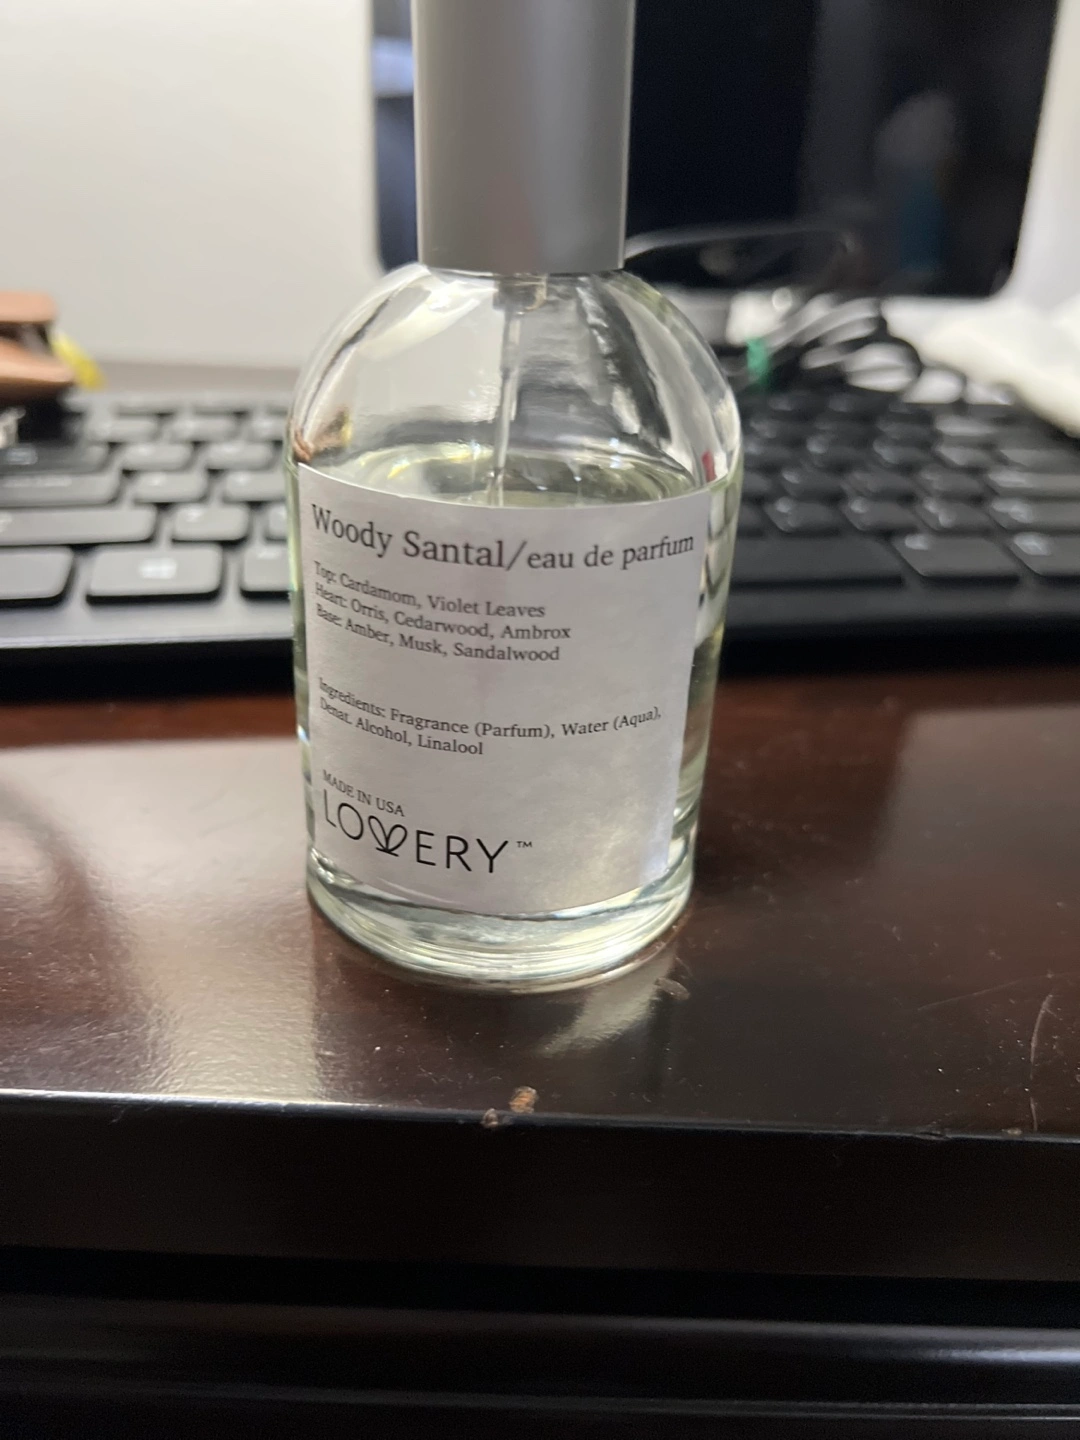 Woody Santal/eau de parfum
Top: Cardamom, Violet Leaves
Heart: Orris, Cedarwood, Ambrox
Base: Amber, Musk, Sandalwood
Ingredients: Fragrance (Parfum), Water (Aqua),
Denat. Alcohol, Linalool
MADE IN USA
LOVERY™